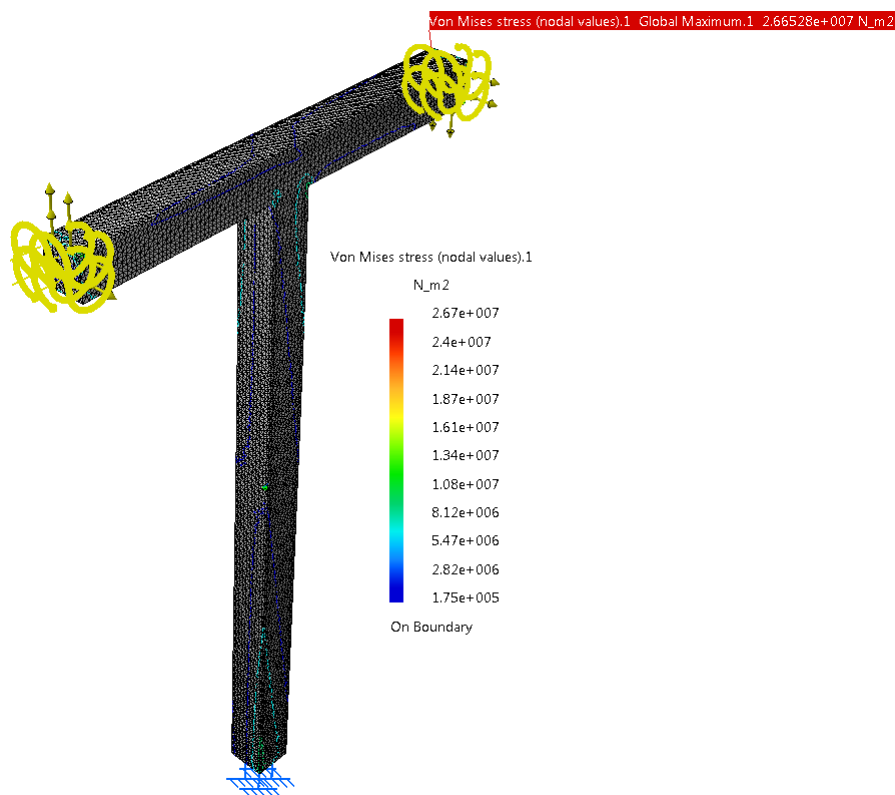 Von Mises stress (nodal values).1 Global Maximum.1 2.66528e+007 N_m2
Von Mises stress (nodal values).1
N_m2
2.67e+007
2.4e+007
2.14e+007
1.87e+007
1.61e+007
1.34e+007
1.08e+007
8.12e+006
5.47e+006
2.82e+006
1.75e+005
On Boundary